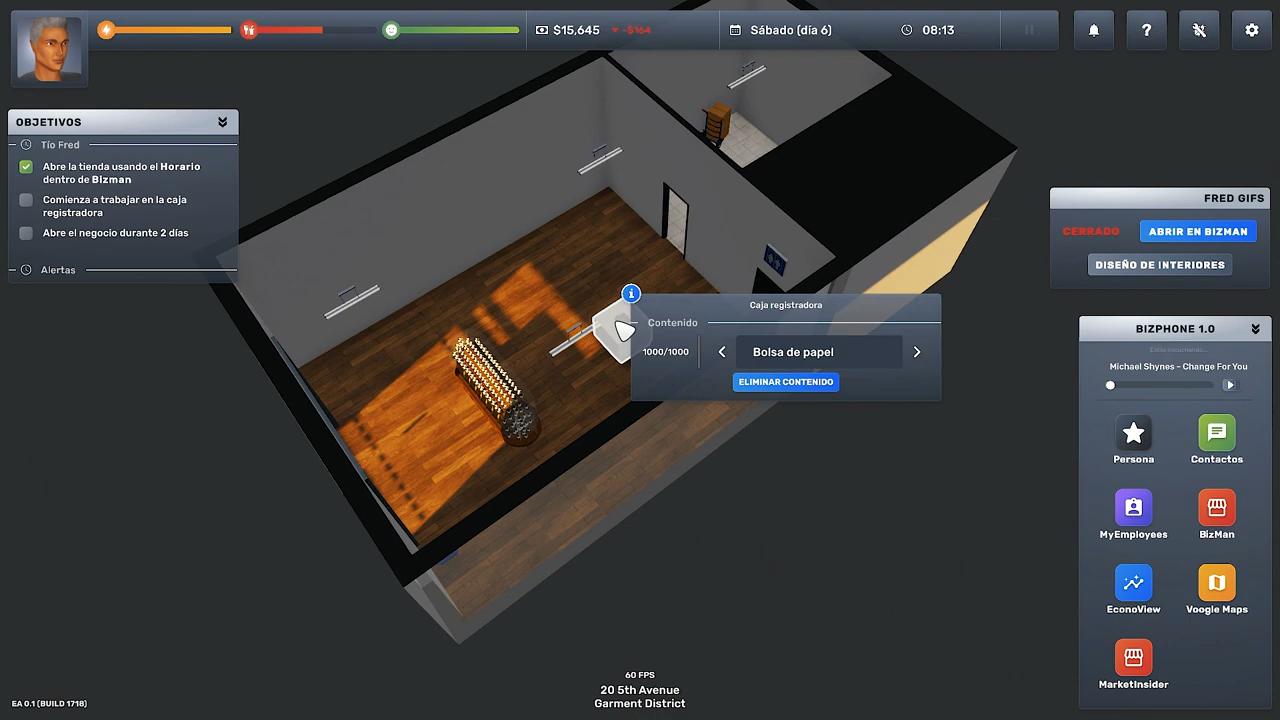 $15,645
-$164
Sábado (día 6)
08:13
?
OBJETIVOS
Tío Fred
Abre la tienda usando el Horario
dentro de Bizman
Comienza a trabajar en la caja
registradora
Abre el negocio durante 2 días
Alertas
FRED GIFS
CERRADO
ABRIR EN BIZMAN
DISEÑO DE INTERIORES
Caja registradora
Contenido
1000/1000
Bolsa de papel
ELIMINAR CONTENIDO
BIZPHONE 1.0
Michael Shynes - Change For You
Persona
Contactos
MyEmployees
BizMan
EconoView
Voogle Maps
MarketInsider
60 FPS
20 5th Avenue
Garment District
EA 0.1 (BUILD 1718)